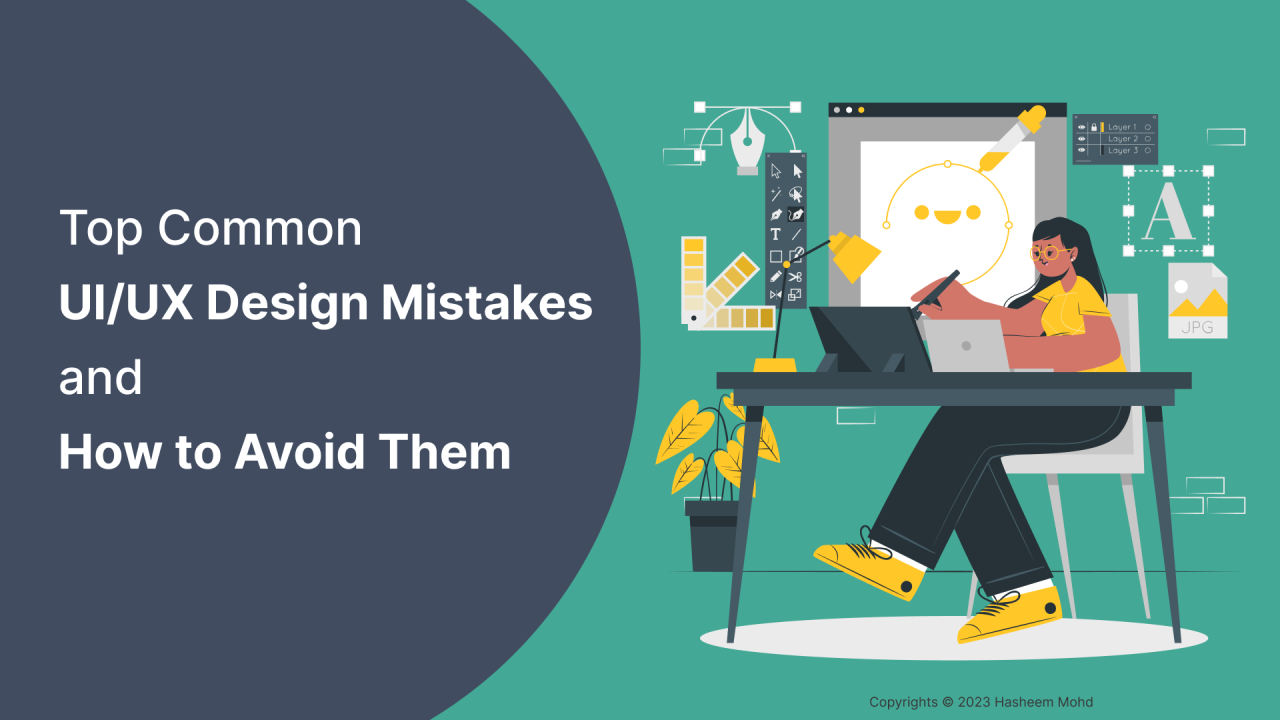 Top Common
UI/UX Design Mistakes
and
How to Avoid Them
Layer 1
Layer 2
Layer 3
T
A
JPG
Copyrights © 2023 Hasheem Mohd